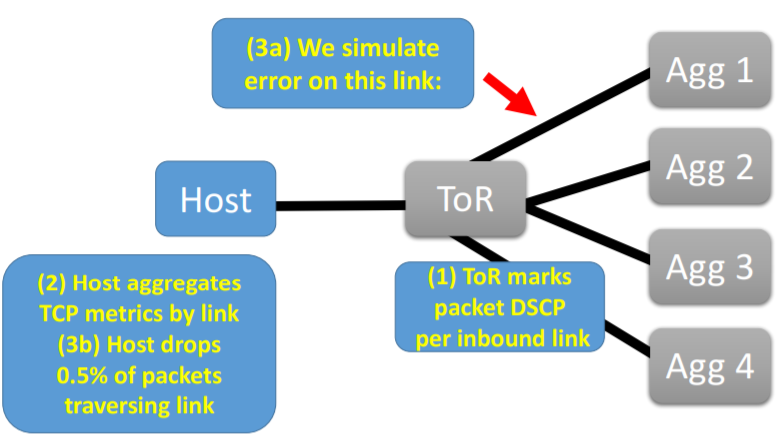 (3a) We simulate
error on this link:
Agg 1
Agg 2
Host
ToR
Agg 3
(2) Host aggregates
TCP metrics by link
(3b) Host drops
0.5% of packets
traversing link
(1) ToR marks
packet DSCP
per inbound link
Agg 4